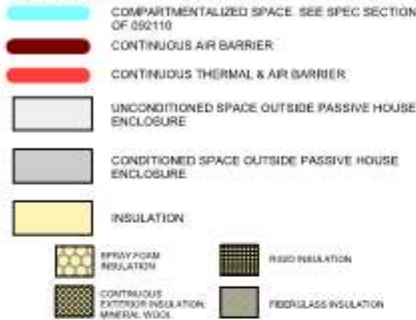 COMPARTMENTALIZED SPACE. SEE SPEC SECTION
OF 092110
CONTINUOUS AIR BARRIER
CONTINUOUS THERMAL & AIR BARRIER
UNCONDITIONED SPACE OUTSIDE PASSIVE HOUSE
ENCLOSURE
CONDITIONED SPACE OUTSIDE PASSIVE HOUSE
ENCLOSURE
INSULATION
SPRAY FOAM
INSULATION
RIGID INSULATION
CONTINUOUS
EXTERIOR INSULATION:
MINERAL WOOL
FIBERGLASS INSULATION